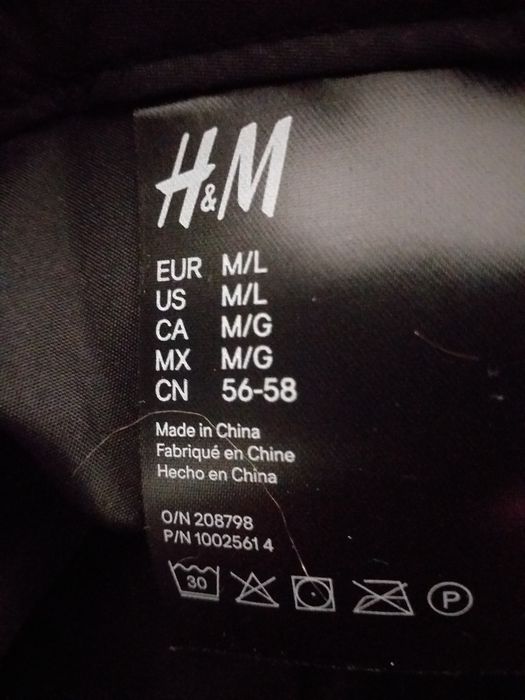 H&M
EUR M/L
US M/L
CA M/G
MX M/G
CN 56-58
Made in China
Fabriqué en Chine
Hecho en China
O/N 208798
P/N 1002561 4
30
P